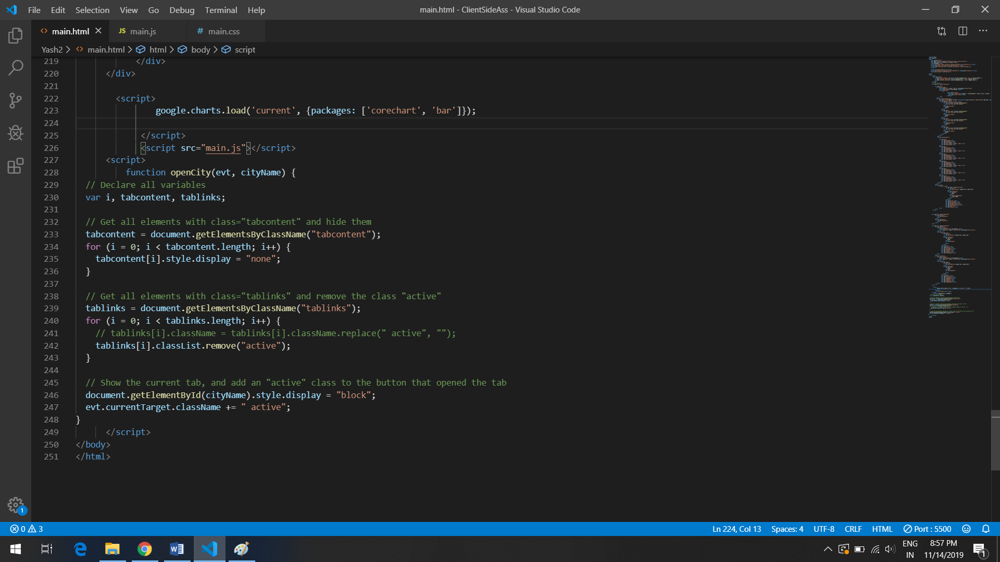 File Edit Selection View Go Debug Terminal Help
main.html - ClientSideAss - Visual Studio Code
main.html
JS main.js
# main.css
Yash2 > main.html > html > body > script
219 </div>
220 </div>
221
222 <script>
223 google.charts.load('current', {packages: ['corechart', 'bar']});
224
225 </script>
226 <script src="main.js"></script>
227 <script>
228 function openCity(evt, cityName) {
229 // Declare all variables
230 var i, tabcontent, tablinks;
231
232 // Get all elements with class="tabcontent" and hide them
233 tabcontent = document.getElementsByClassName("tabcontent");
234 for (i = 0; i < tabcontent.length; i++) {
235 tabcontent[i].style.display = "none";
236 }
237
238 // Get all elements with class="tablinks" and remove the class "active"
239 tablinks = document.getElementsByClassName("tablinks");
240 for (i = 0; i < tablinks.length; i++) {
241 // tablinks[i].className = tablinks[i].className.replace(" active", "");
242 tablinks[i].classList.remove("active");
243 }
244
245 // Show the current tab, and add an "active" class to the button that opened the tab
246 document.getElementById(cityName).style.display = "block";
247 evt.currentTarget.className += " active";
248 }
249 </script>
250 </body>
251 </html>
1
0 3
Ln 224, Col 13 Spaces: 4 UTF-8 CRLF HTML Port : 5500
ENG
IN
8:57 PM
11/14/2019
1